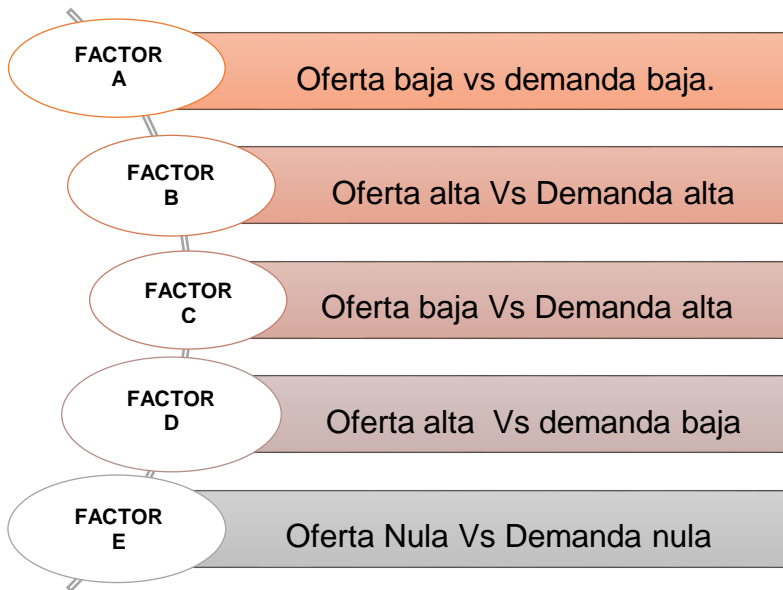 FACTOR
A
Oferta baja vs demanda baja.
FACTOR
B
Oferta alta Vs Demanda alta
FACTOR
C
Oferta baja Vs Demanda alta
FACTOR
D
Oferta alta  Vs demanda baja
FACTOR
E
Oferta Nula Vs Demanda nula